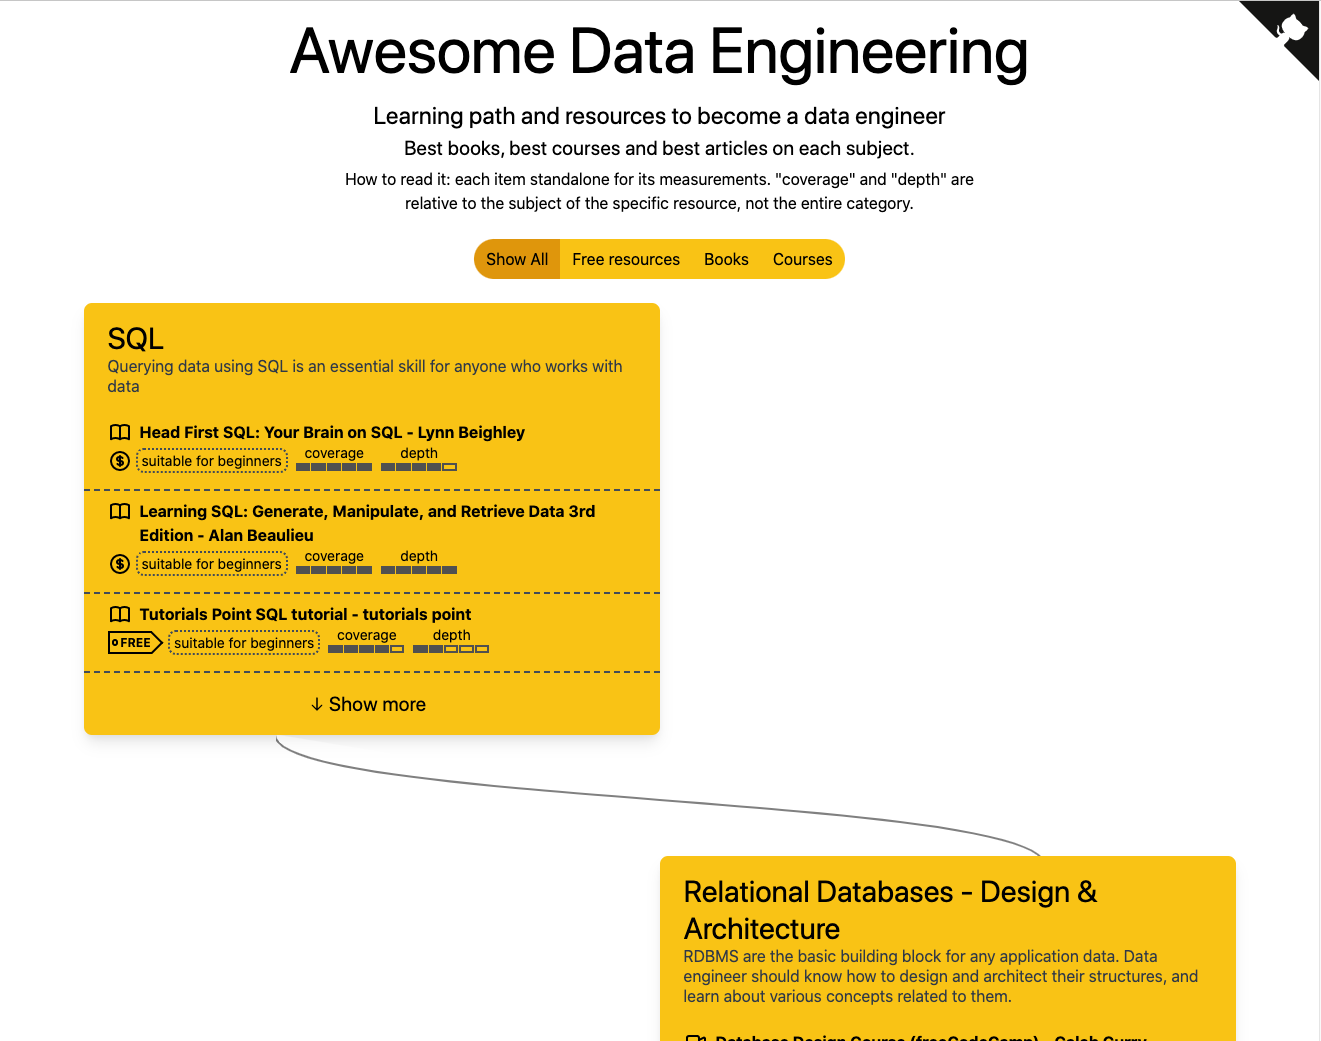 Awesome Data Engineering
Learning path and resources to become a data engineer
Best books, best courses and best articles on each subject.
How to read it: each item standalone for its measurements. "coverage" and "depth" are
relative to the subject of the specific resource, not the entire category.
Show All Free resources Books Courses
SQL
Querying data using SQL is an essential skill for anyone who works with
data
Head First SQL: Your Brain on SQL - Lynn Beighley
$ suitable for beginners coverage depth
Learning SQL: Generate, Manipulate, and Retrieve Data 3rd
Edition - Alan Beaulieu
$ suitable for beginners coverage depth
Tutorials Point SQL tutorial - tutorials point
FREE suitable for beginners coverage depth
↓ Show more
Relational Databases - Design &
Architecture
RDBMS are the basic building block for any application data. Data
engineer should know how to design and architect their structures, and
learn about various concepts related to them.
Database Design Course (freeCodeCamp) - Caleb Curry